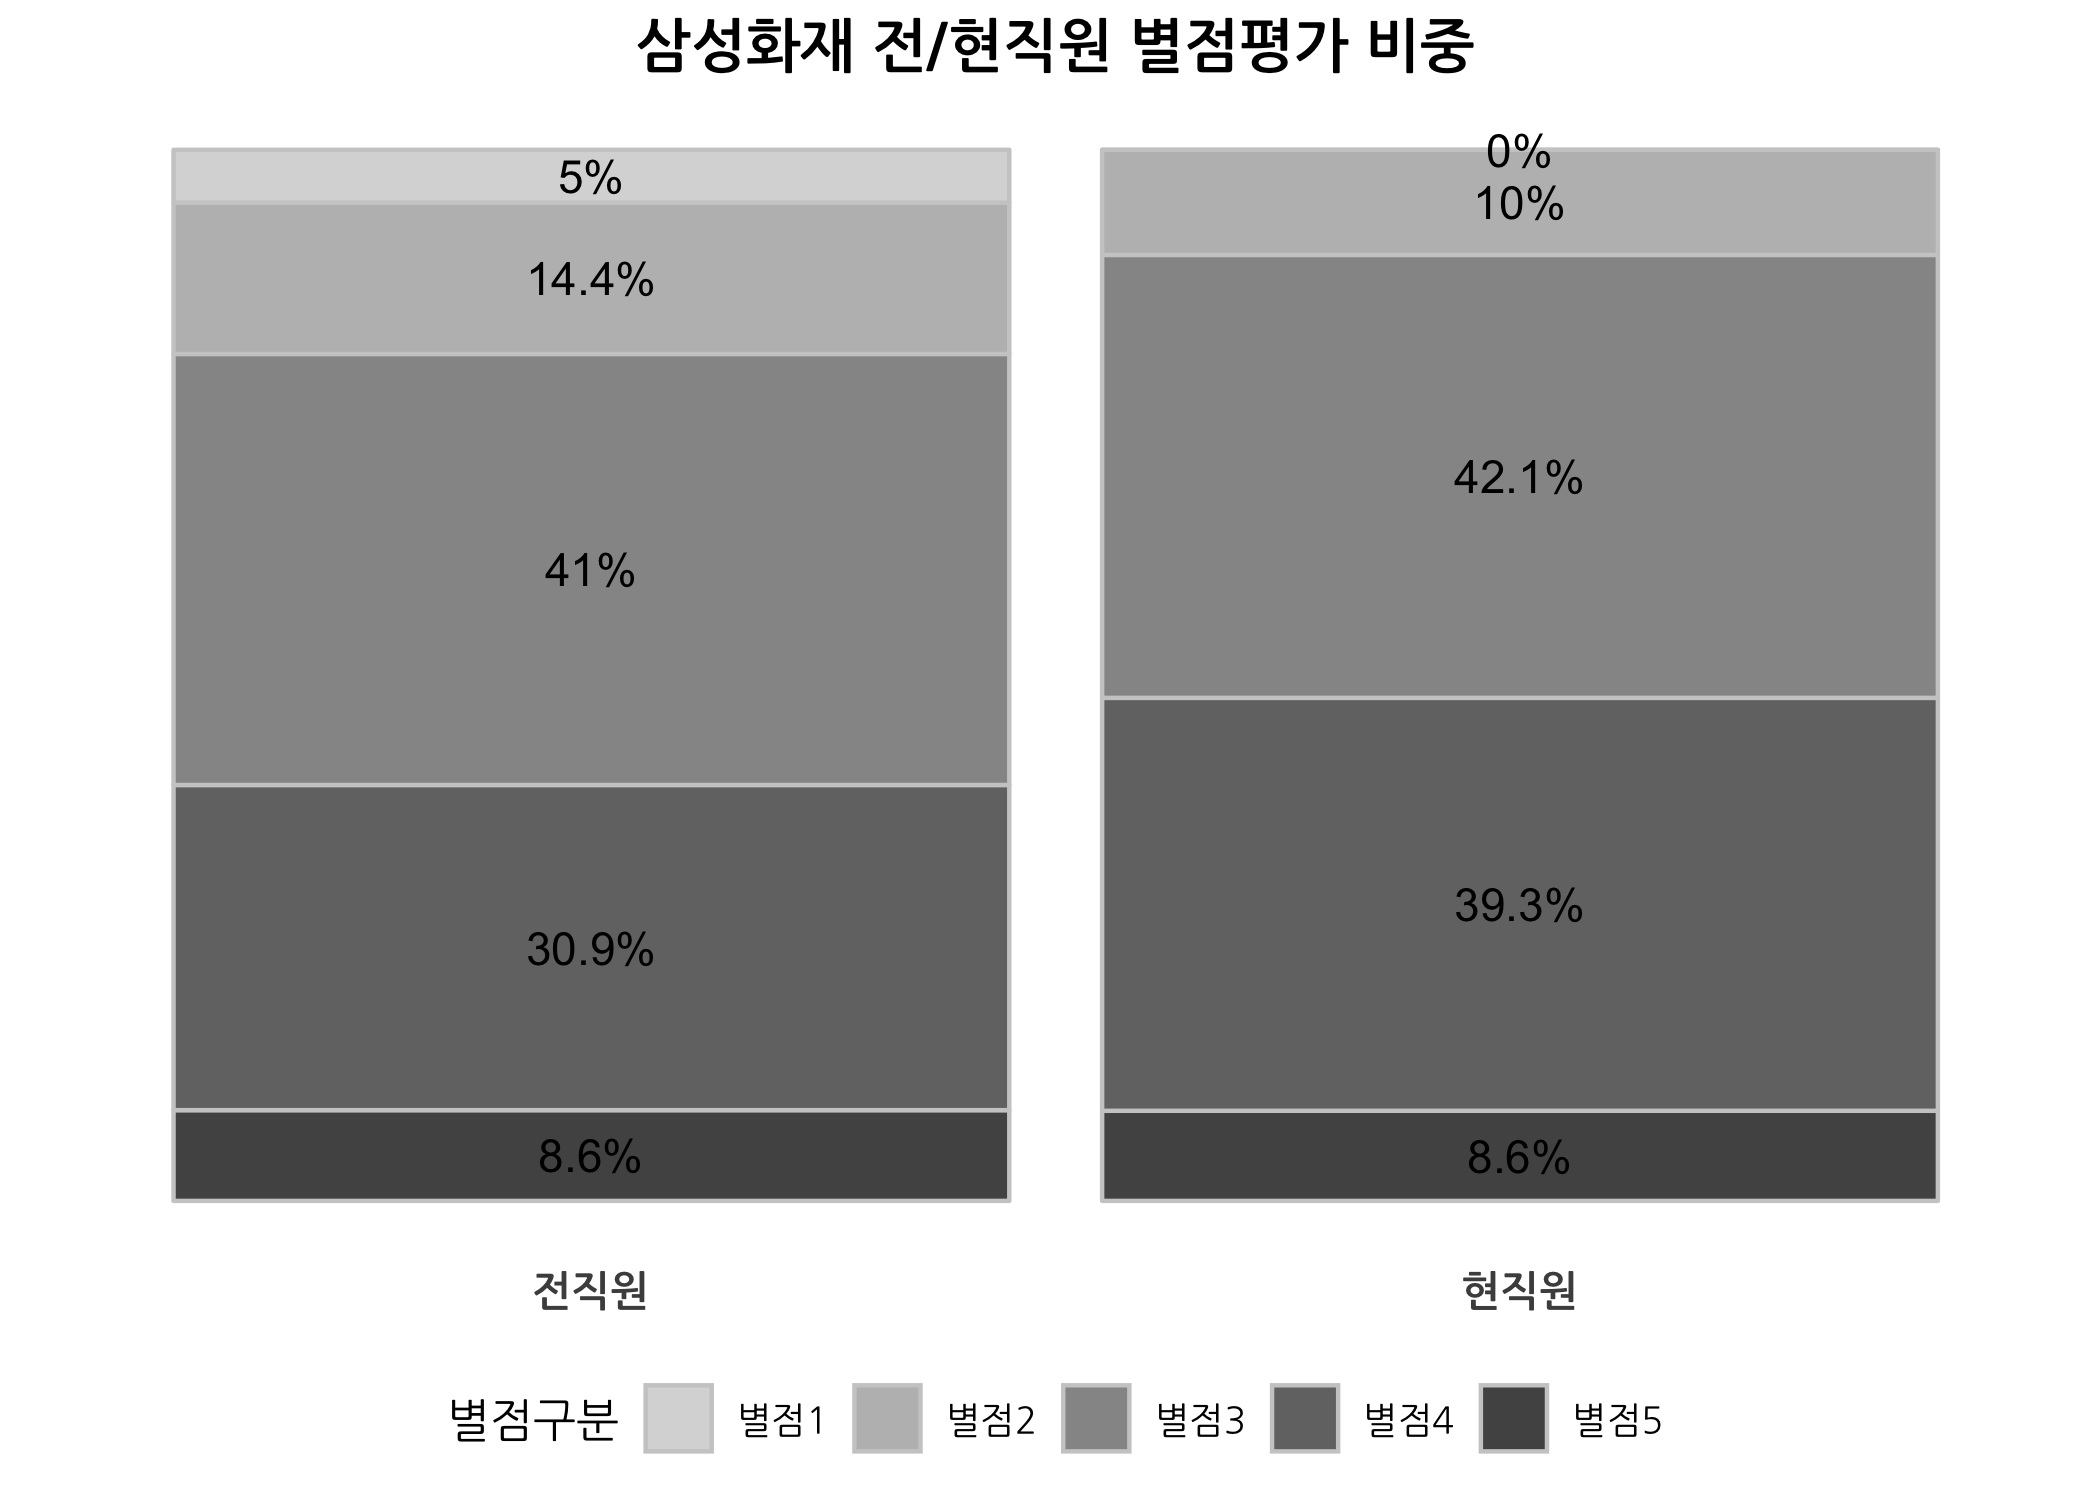 삼성화재 전/현직원 별점평가 비중
5%
14.4%
41%
30.9%
8.6%
전직원
0%
10%
42.1%
39.3%
8.6%
현직원
별점구분 별점1 별점2 별점3 별점4 별점5